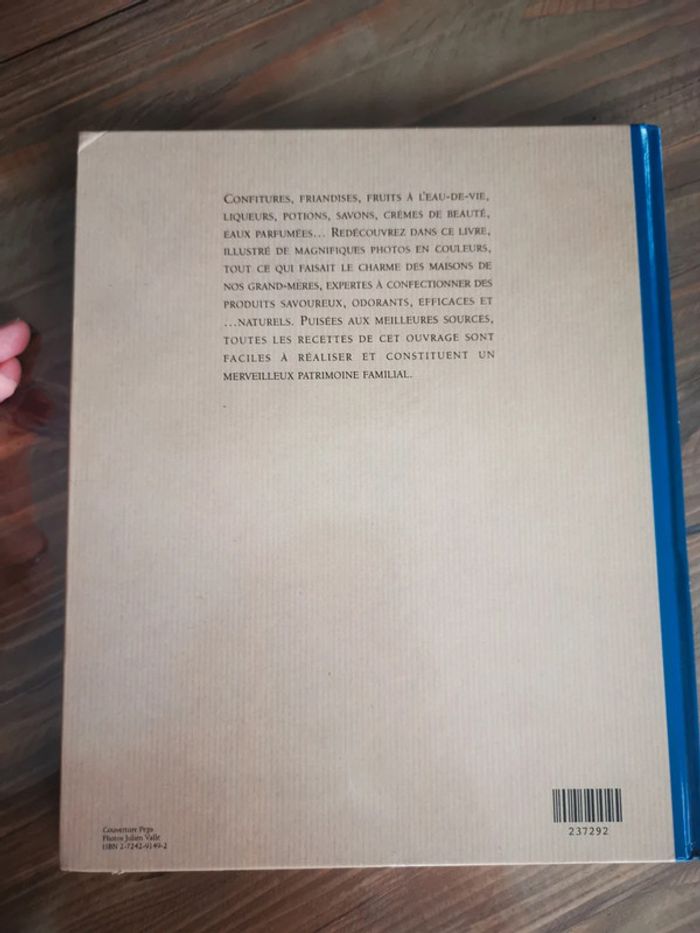 CONFITURES, FRIANDISES, FRUITS À L'EAU-DE-VIE,
LIQUEURS, POTIONS, SAVONS, CRÈMES DE BEAUTÉ,
EAUX PARFUMÉES... REDÉCOUVREZ DANS CE LIVRE,
ILLUSTRÉ DE MAGNIFIQUES PHOTOS EN COULEURS,
TOUT CE QUI FAISAIT LE CHARME DES MAISONS DE
NOS GRAND-MÈRES, EXPERTES À CONFECTIONNER DES
PRODUITS SAVOUREUX, ODORANTS, EFFICACES ET
...NATURELS. PUISÉES AUX MEILLEURES SOURCES,
TOUTES LES RECETTES DE CET OUVRAGE SONT
FACILES À RÉALISER ET CONSTITUENT UN
MERVEILLEUX PATRIMOINE FAMILIAL.
Couverture Pepo
Photos Julien Vallé
ISBN 2-7242-9149-2
237292